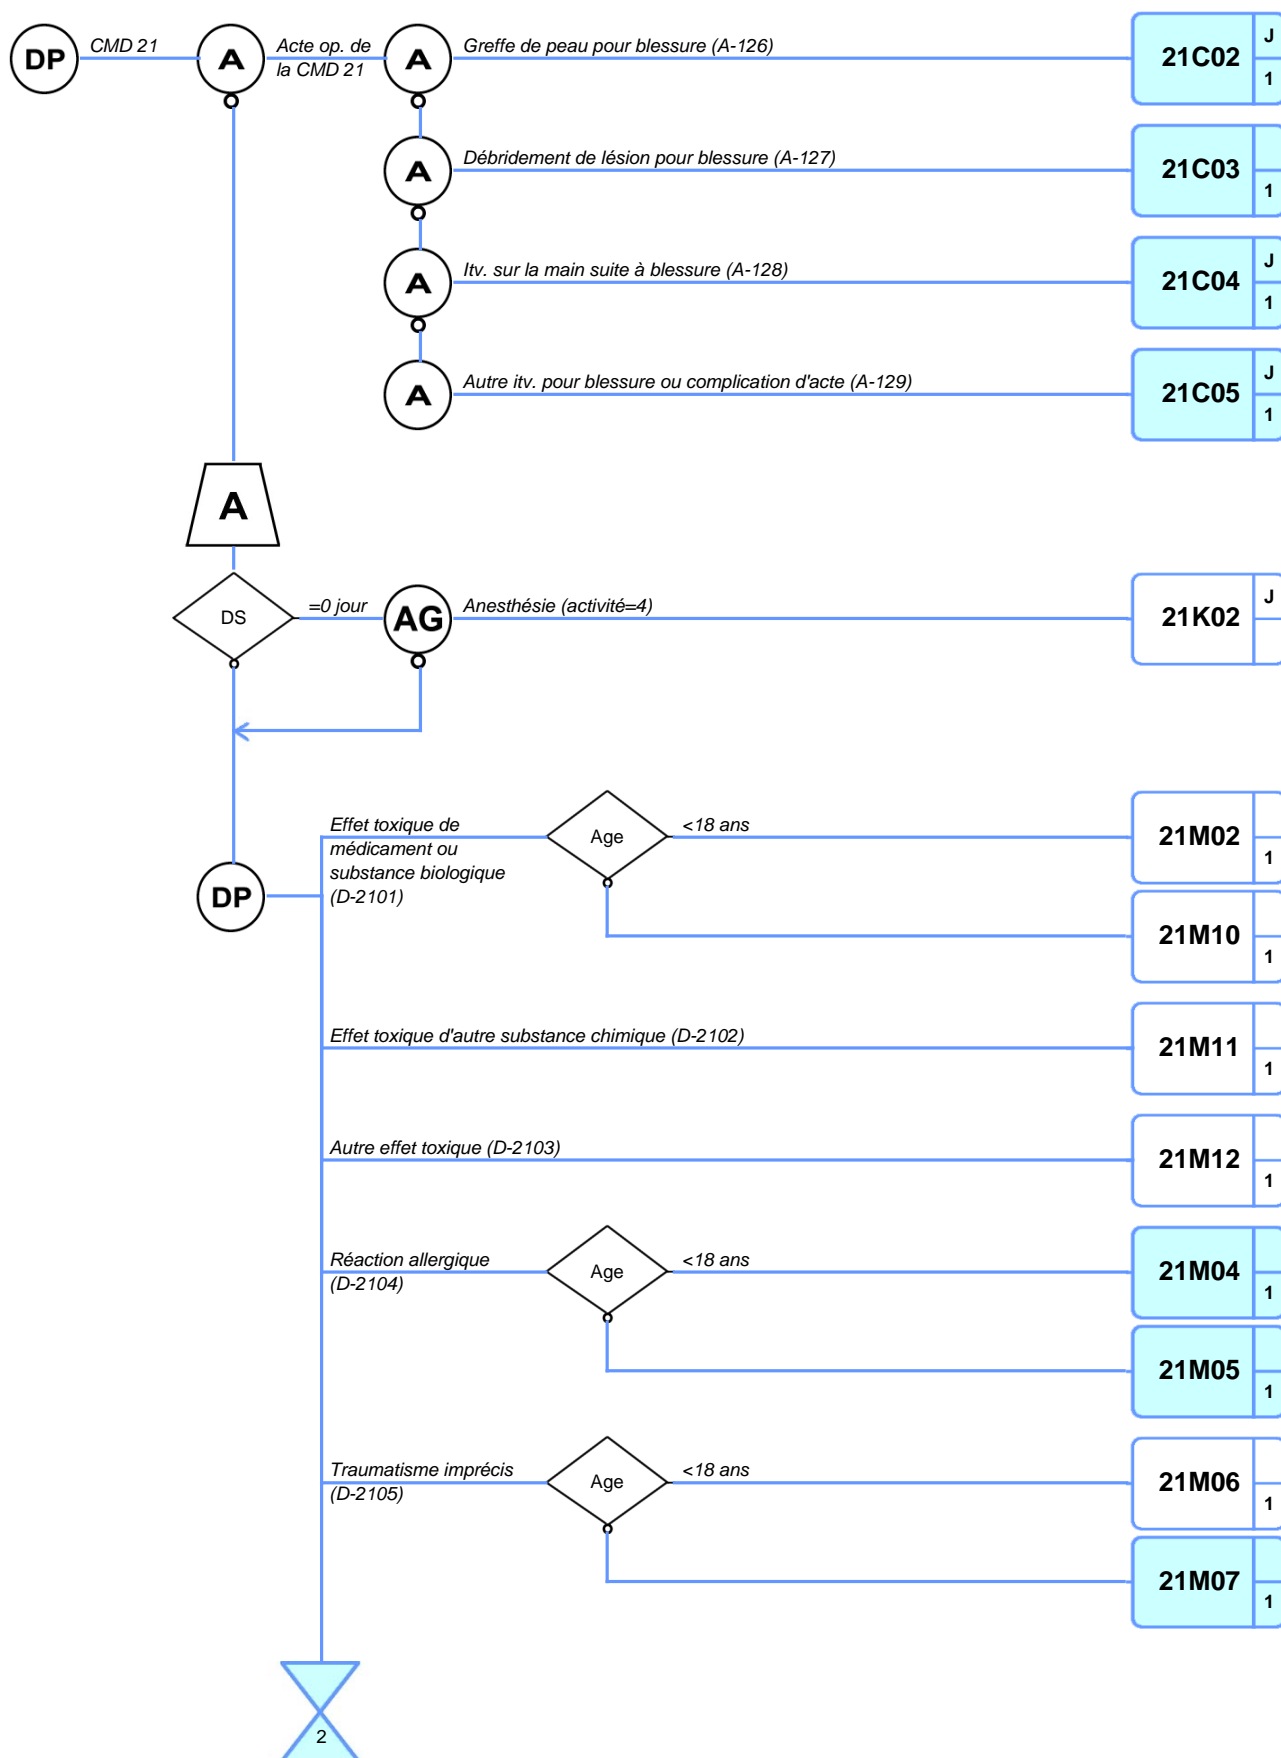 DP
CMD 21
A
Acte op. de
la CMD 21
A
Greffe de peau pour blessure (A-126)
21C02
J
1
A
Débridement de lésion pour blessure (A-127)
21C03
1
A
Itv. sur la main suite à blessure (A-128)
21C04
J
1
A
Autre itv. pour blessure ou complication d'acte (A-129)
21C05
J
1
A
DS
=0 jour
AG
Anesthésie (activité=4)
21K02
J
DP
Effet toxique de
médicament ou
substance biologique
(D-2101)
Age
<18 ans
21M02
1
21M10
1
Effet toxique d'autre substance chimique (D-2102)
21M11
1
Autre effet toxique (D-2103)
21M12
1
Réaction allergique
(D-2104)
Age
<18 ans
21M04
1
21M05
1
Traumatisme imprécis
(D-2105)
Age
<18 ans
21M06
1
21M07
1
2